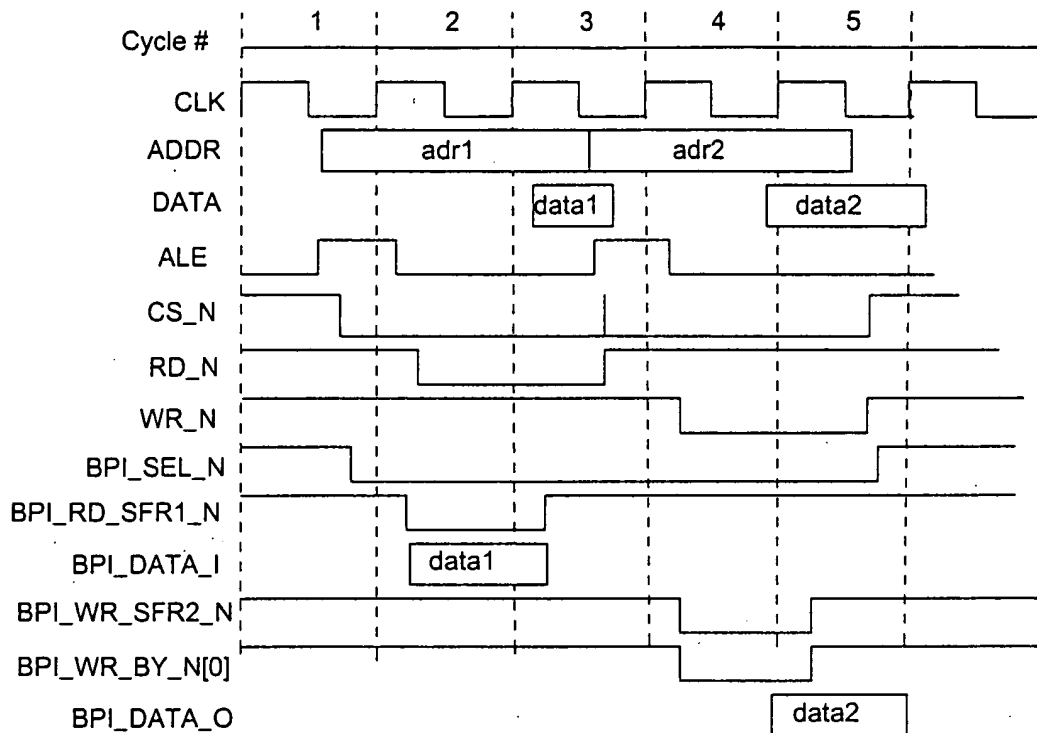 Cycle # 1 2 3 4 5
CLK
ADDR adr1 adr2
DATA data1 data2
ALE
CS_N
RD_N
WR_N
BPI_SEL_N
BPI_RD_SFR1_N
BPI_DATA_I data1
BPI_WR_SFR2_N
BPI_WR_BY_N[0]
BPI_DATA_O data2